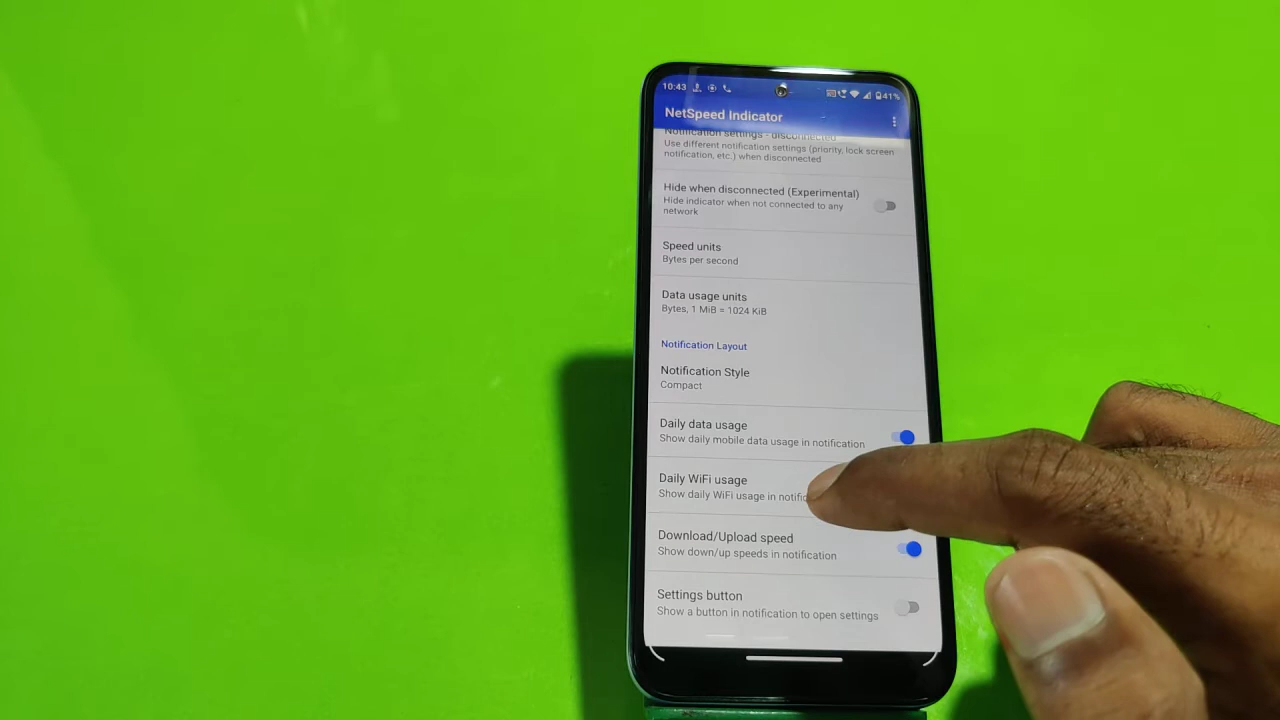 10:43 41%
NetSpeed Indicator
Notification settings - disconnected
Use different notification settings (priority, lock screen
notification, etc.) when disconnected
Hide when disconnected (Experimental)
Hide indicator when not connected to any
network
Speed units
Bytes per second
Data usage units
Bytes, 1 MiB = 1024 KiB
Notification Layout
Notification Style
Compact
Daily data usage
Show daily mobile data usage in notification
Daily WiFi usage
Show daily WiFi usage in notific
Download/Upload speed
Show down/up speeds in notification
Settings button
Show a button in notification to open settings